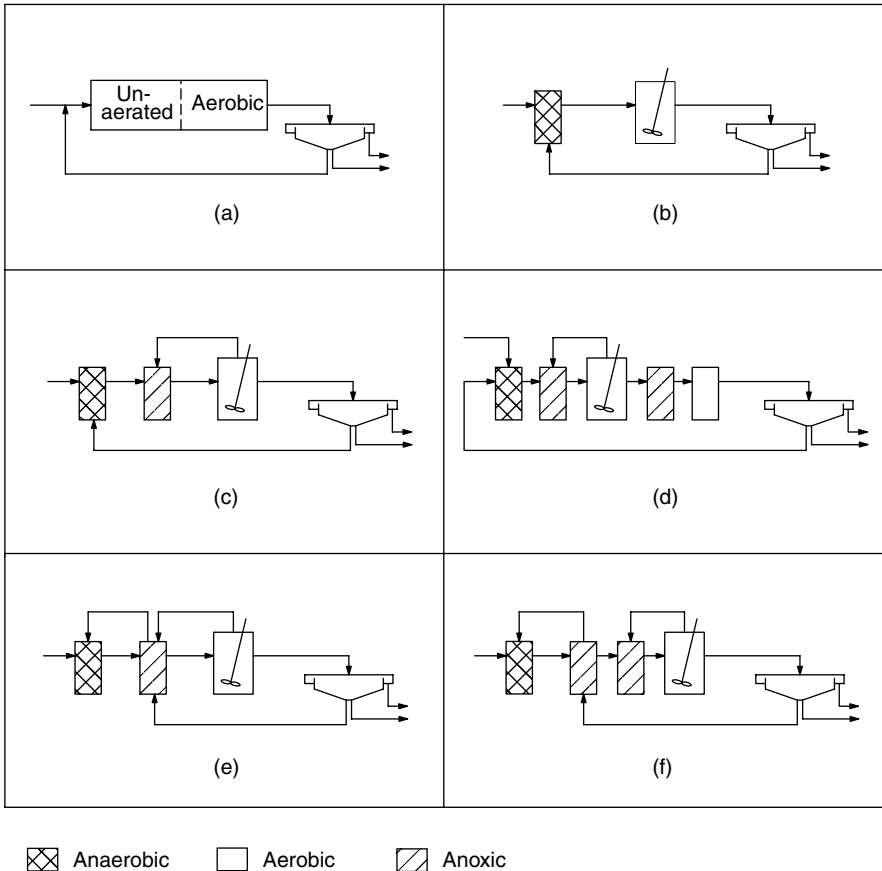 Un-
aerated
Aerobic
(a)
(b)
(c)
(d)
(e)
(f)
Anaerobic
Aerobic
Anoxic